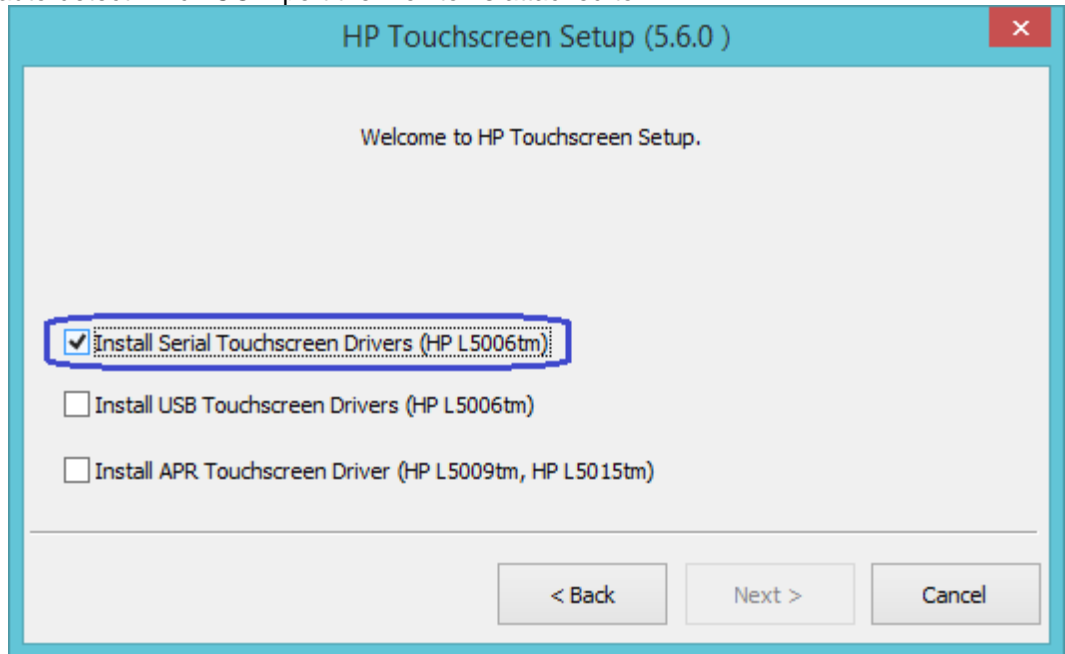 HP Touchscreen Setup (5.6.0 )
Welcome to HP Touchscreen Setup.
Install Serial Touchscreen Drivers (HP L5006tm)
Install USB Touchscreen Drivers (HP L5006tm)
Install APR Touchscreen Driver (HP L5009tm, HP L5015tm)
< Back Next > Cancel